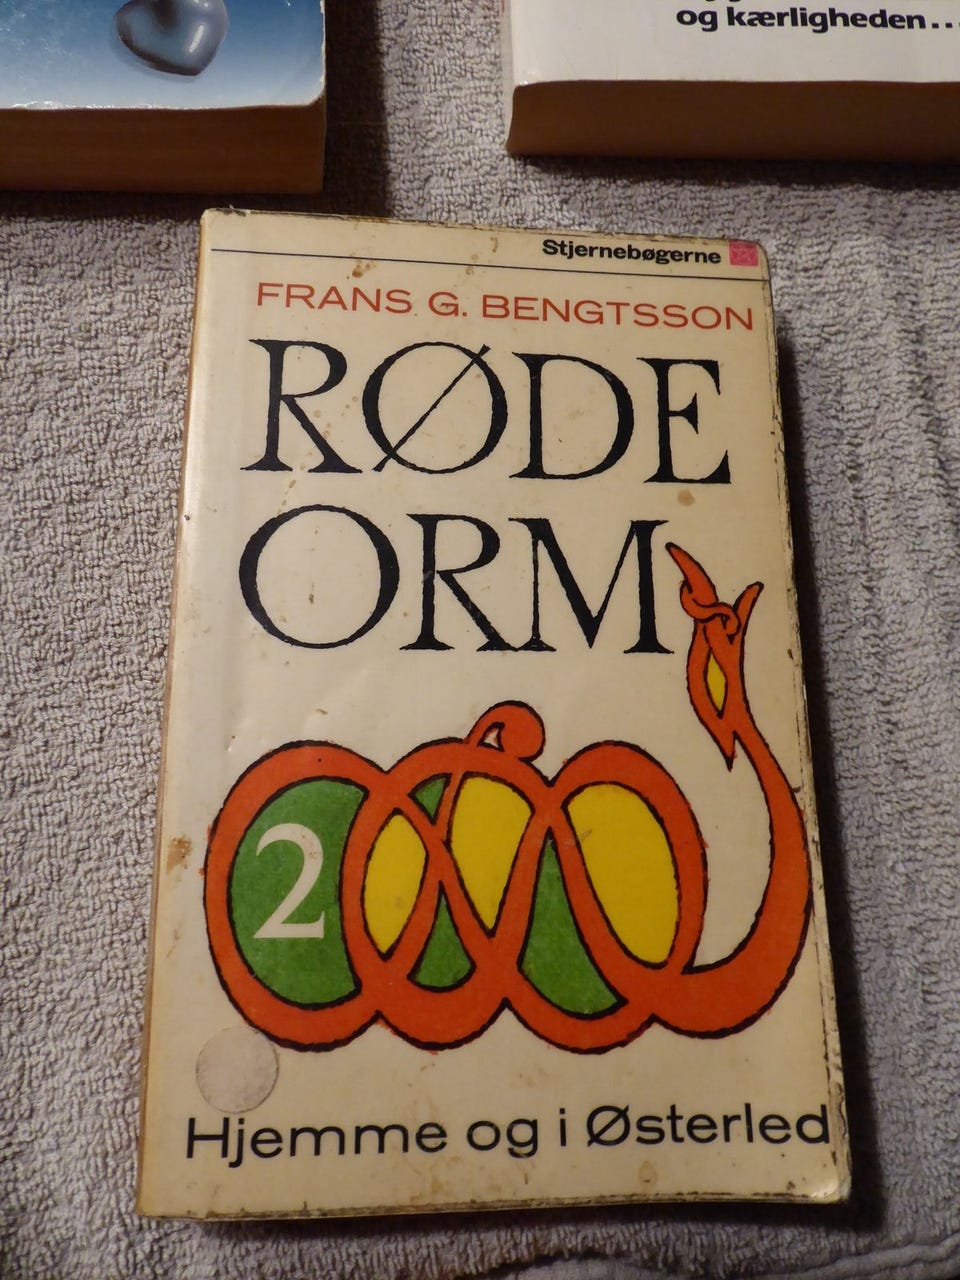 og kærligheden...
Stjernebøgerne
FRANS G. BENGTSSON
RØDE
ORM
2
Hjemme og i Østerled